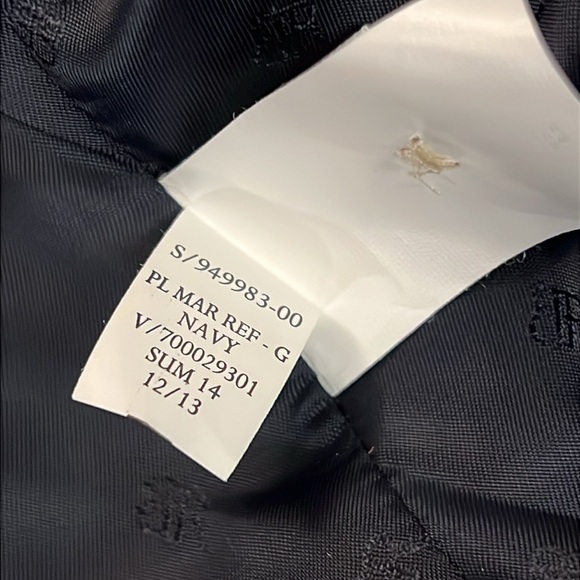 S/949983-00
PL MAR REF - G
NAVY
V/700029301
SUM 14
12/13